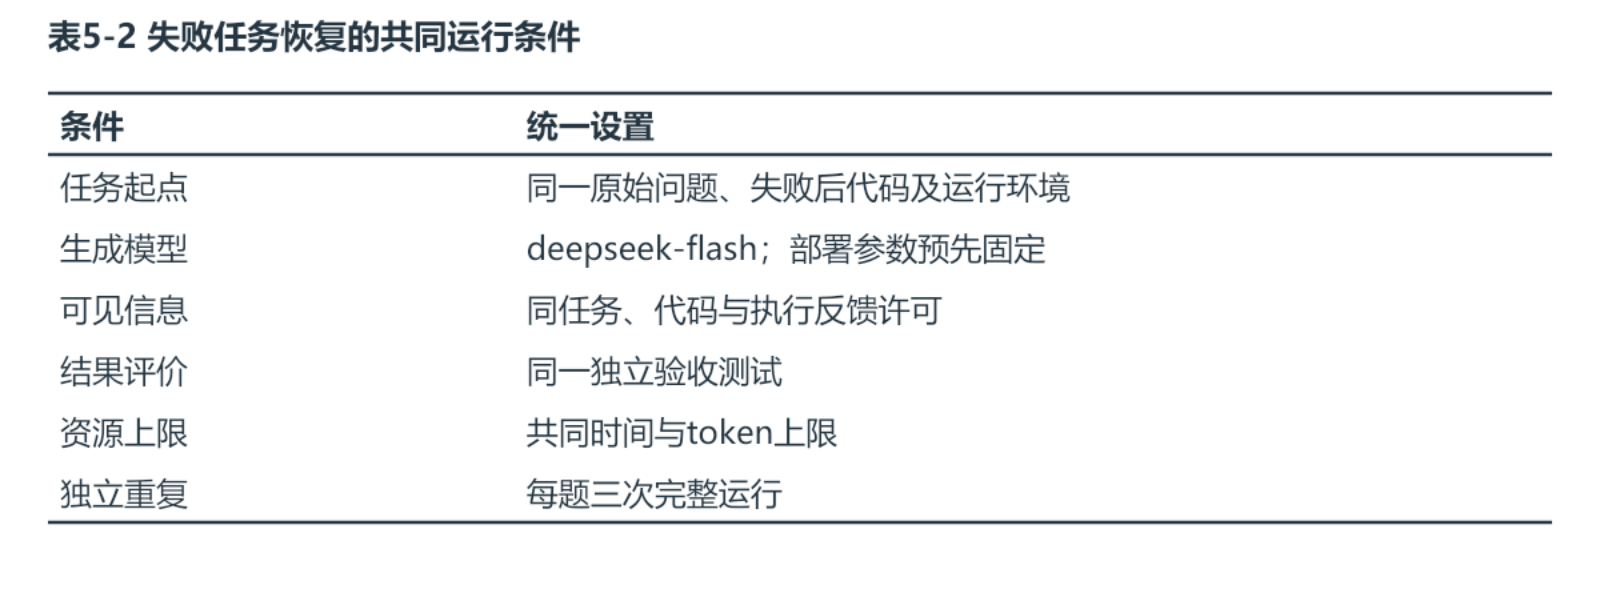 表5-2 失败任务恢复的共同运行条件
条件 统一设置
任务起点 同一原始问题、失败后代码及运行环境
生成模型 deepseek-flash；部署参数预先固定
可见信息 同任务、代码与执行反馈许可
结果评价 同一独立验收测试
资源上限 共同时间与token上限
独立重复 每题三次完整运行